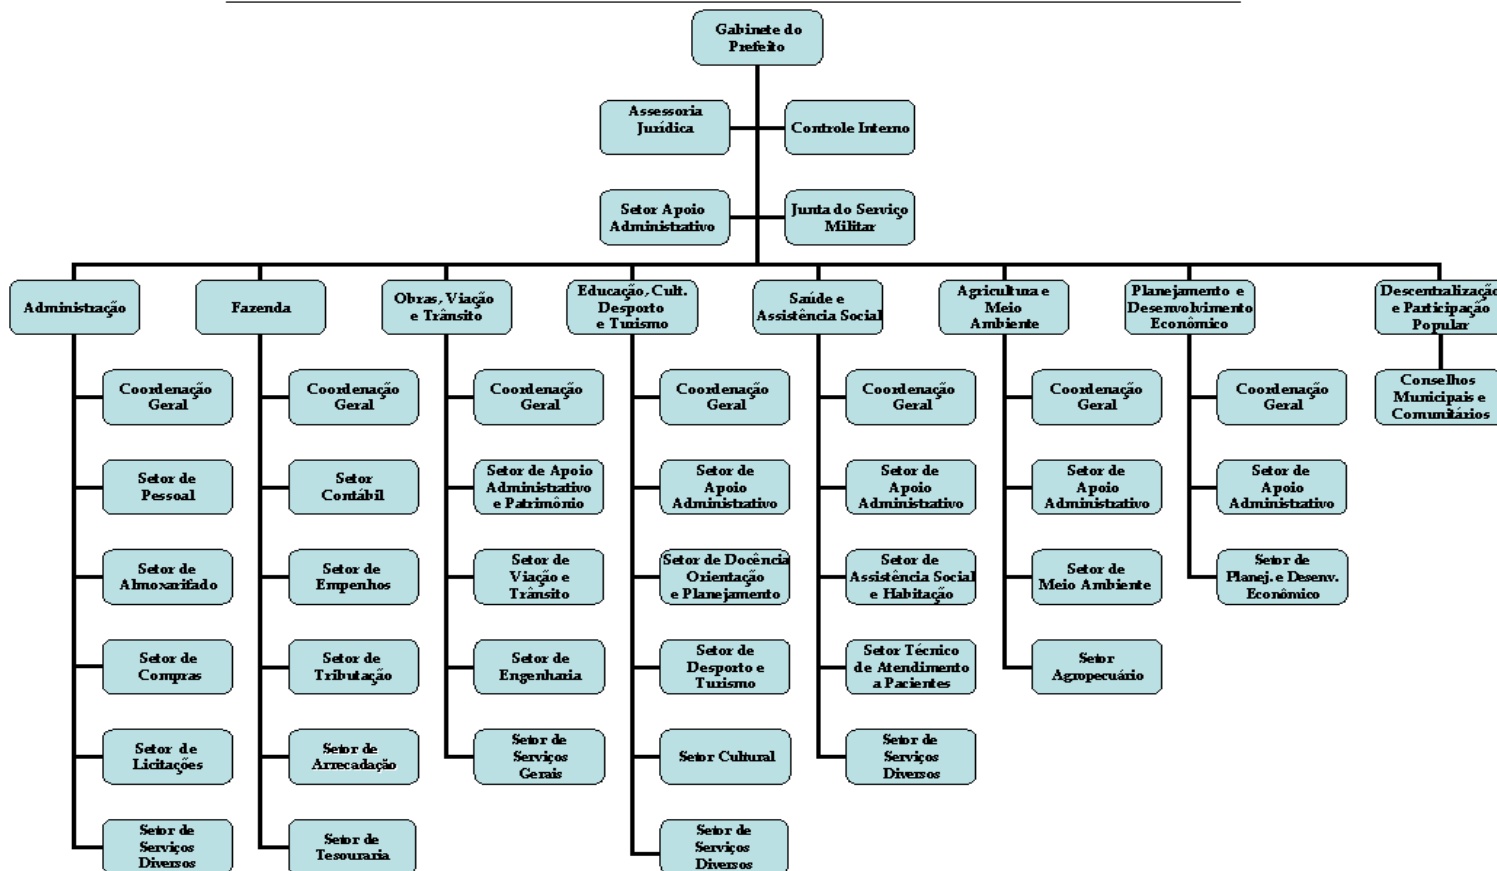 Gabinete do
Prefeito
Assessoria
Jurídica
Controle Interno
Setor Apoio
Administrativo
Junta do Serviço
Militar
Administração
Fazenda
Obras, Viação
e Trânsito
Educação, Cult.
Desporto
e Turismo
Saúde e
Assistência Social
Agricultura e
Meio
Ambiente
Planejamento e
Desenvolvimento
Econômico
Descentralização
e Participação
Popular
Coordenação
Geral
Coordenação
Geral
Coordenação
Geral
Coordenação
Geral
Coordenação
Geral
Coordenação
Geral
Coordenação
Geral
Conselhos
Municipais e
Comunitários
Setor de
Pessoal
Setor
Contábil
Setor de Apoio
Administrativo
e Patrimônio
Setor de
Apoio
Administrativo
Setor de
Apoio
Administrativo
Setor de
Apoio
Administrativo
Setor de
Apoio
Administrativo
Setor de
Almoxarifado
Setor de
Empenhos
Setor de
Viação e
Trânsito
Setor de Docência
Orientação
e Planejamento
Setor de
Assistência Social
e Habitação
Setor de
Meio Ambiente
Setor de
Planej. e Desenv.
Econômico
Setor de
Compras
Setor de
Tributação
Setor de
Engenharia
Setor de
Desporto e
Turismo
Setor Técnico
de Atendimento
a Pacientes
Setor
Agropecuário
Setor de
Licitações
Setor de
Arrecadação
Setor de
Serviços
Gerais
Setor Cultural
Setor de
Serviços
Diversos
Setor de
Serviços
Diversos
Setor de
Tesouraria
Setor de
Serviços
Diversos